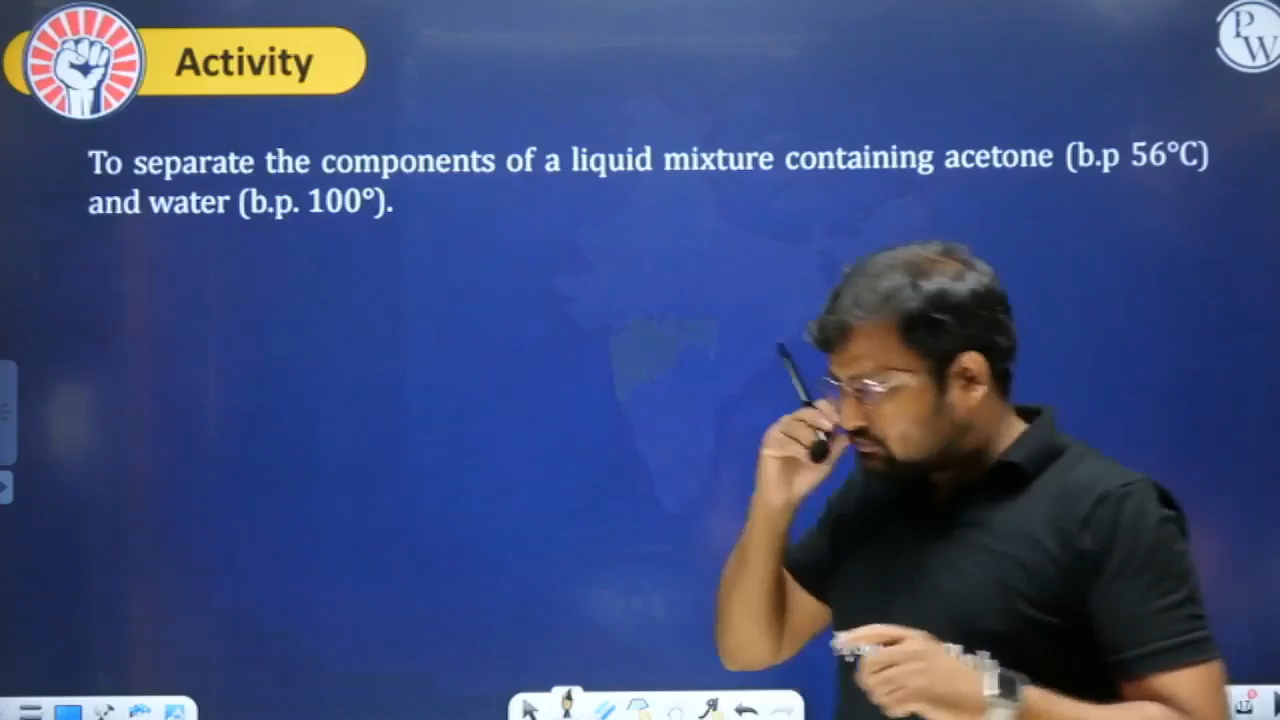 Activity
P
W
To separate the components of a liquid mixture containing acetone (b.p 56°C)
and water (b.p. 100°).